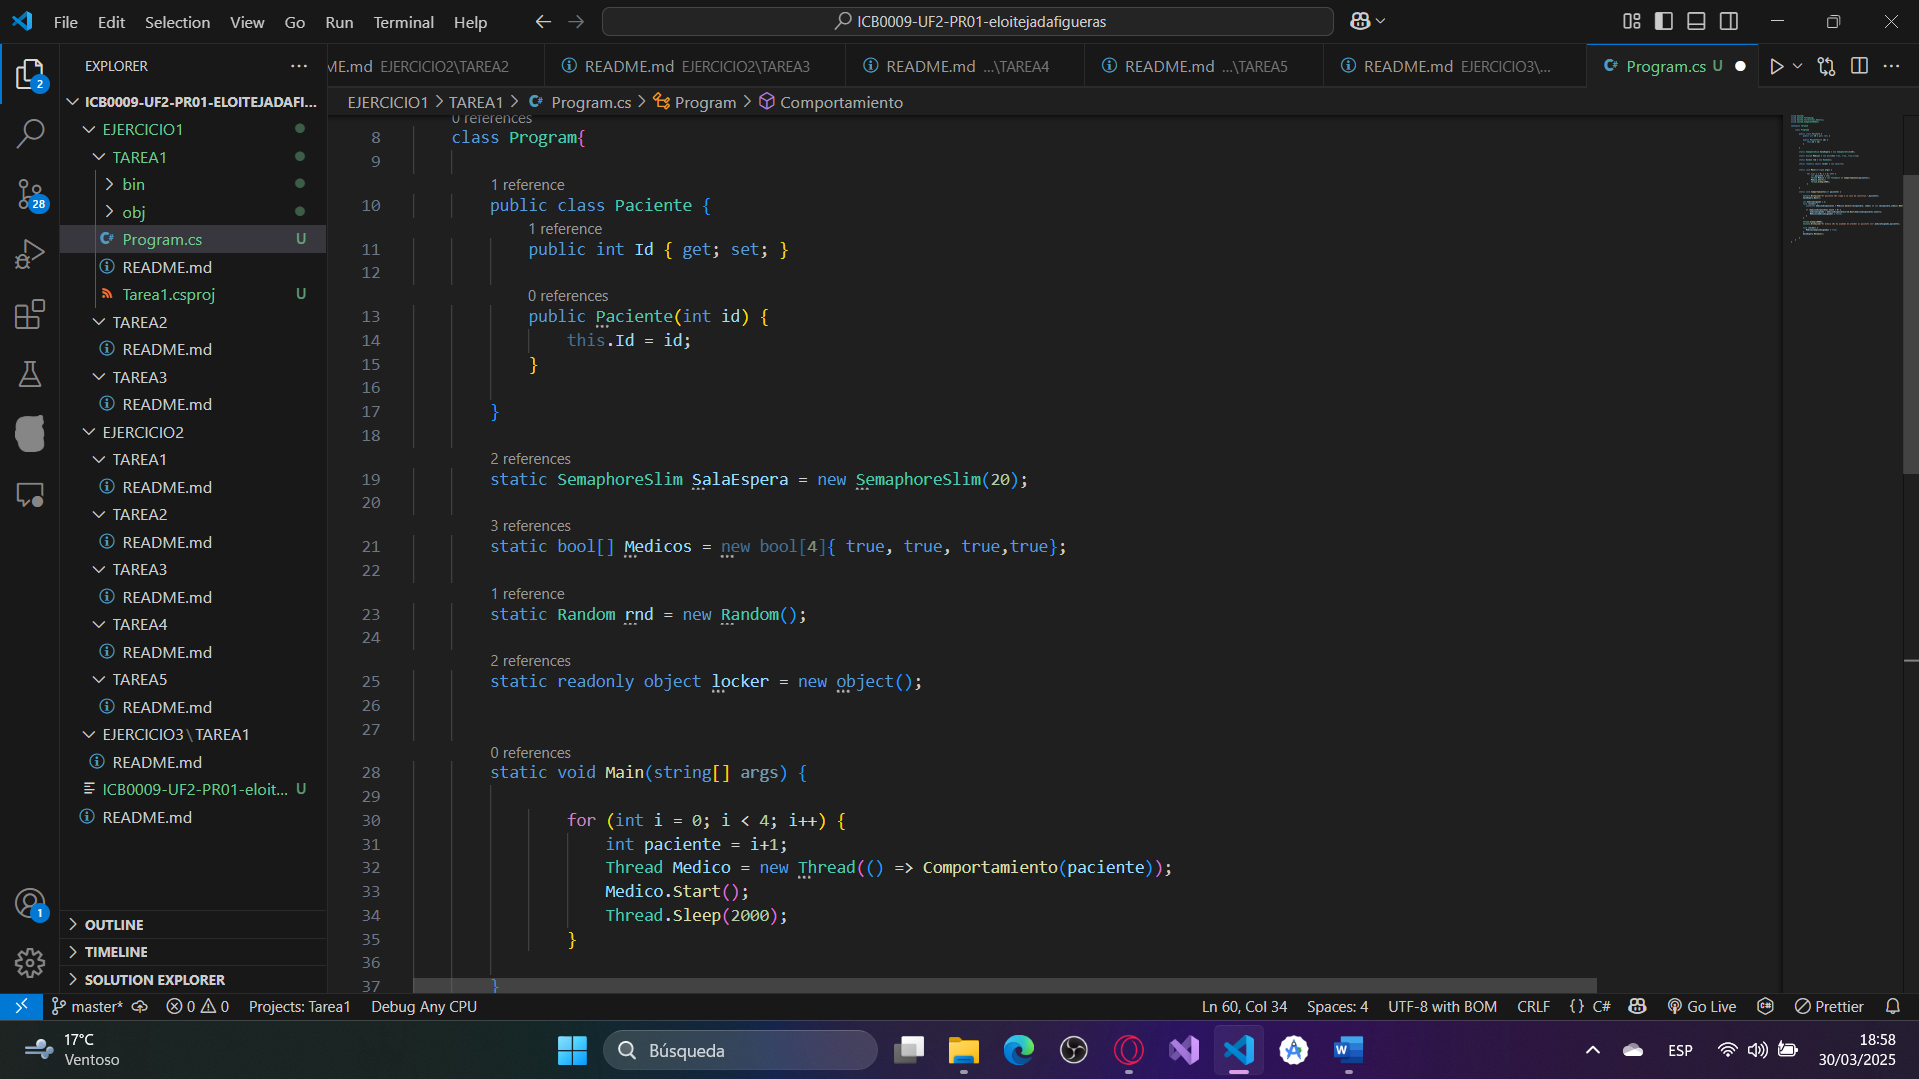 File Edit Selection View Go Run Terminal Help
ICB0009-UF2-PR01-eloitejadafigueras
EXPLORER
ICB0009-UF2-PR01-ELOITEJADAFI...
EJERCICIO1
TAREA1
bin
obj
Program.cs U
README.md
Tarea1.csproj U
TAREA2
README.md
TAREA3
README.md
EJERCICIO2
TAREA1
README.md
TAREA2
README.md
TAREA3
README.md
TAREA4
README.md
TAREA5
README.md
EJERCICIO3\TAREA1
README.md
ICB0009-UF2-PR01-eloit... U
README.md
OUTLINE
TIMELINE
SOLUTION EXPLORER
2
28
1
ME.md EJERCICIO2\TAREA2 README.md EJERCICIO2\TAREA3 README.md ...\TAREA4 README.md ...\TAREA5 README.md EJERCICIO3\... Program.cs U
EJERCICIO1 > TAREA1 > Program.cs > Program > Comportamiento
0 references
8 class Program{
9
1 reference
10 public class Paciente {
1 reference
11 public int Id { get; set; }
12
0 references
13 public Paciente(int id) {
14 this.Id = id;
15 }
16
17 }
18
2 references
19 static SemaphoreSlim SalaEspera = new SemaphoreSlim(20);
20
3 references
21 static bool[] Medicos = new bool[4]{ true, true, true,true};
22
1 reference
23 static Random rnd = new Random();
24
2 references
25 static readonly object locker = new object();
26
27
0 references
28 static void Main(string[] args) {
29
30 for (int i = 0; i < 4; i++) {
31 int paciente = i+1;
32 Thread Medico = new Thread(() => Comportamiento(paciente));
33 Medico.Start();
34 Thread.Sleep(2000);
35 }
36
37 }
master* 0 0 Projects: Tarea1 Debug Any CPU Ln 60, Col 34 Spaces: 4 UTF-8 with BOM CRLF {} C# Go Live Prettier
17°C
Ventoso
Búsqueda
ESP
18:58
30/03/2025